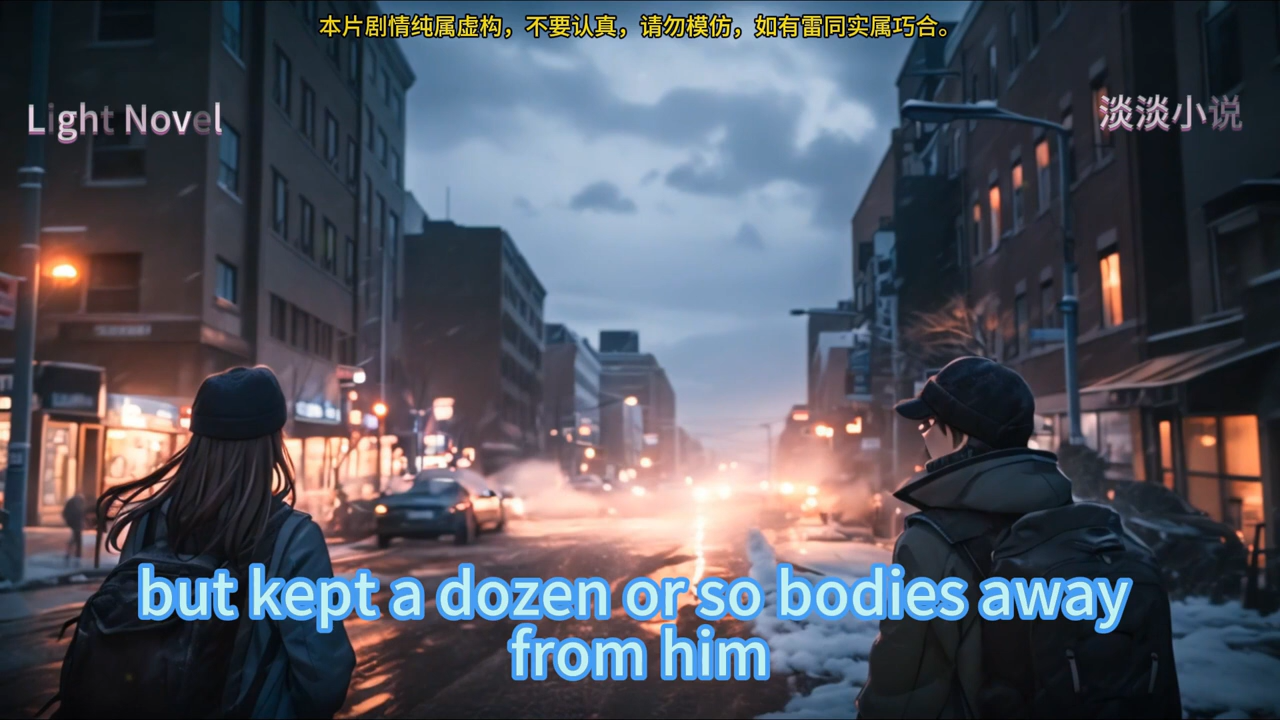 本片剧情纯属虚构，不要认真，请勿模仿，如有雷同实属巧合。
Light Novel
淡淡小说
but kept a dozen or so bodies away
from him